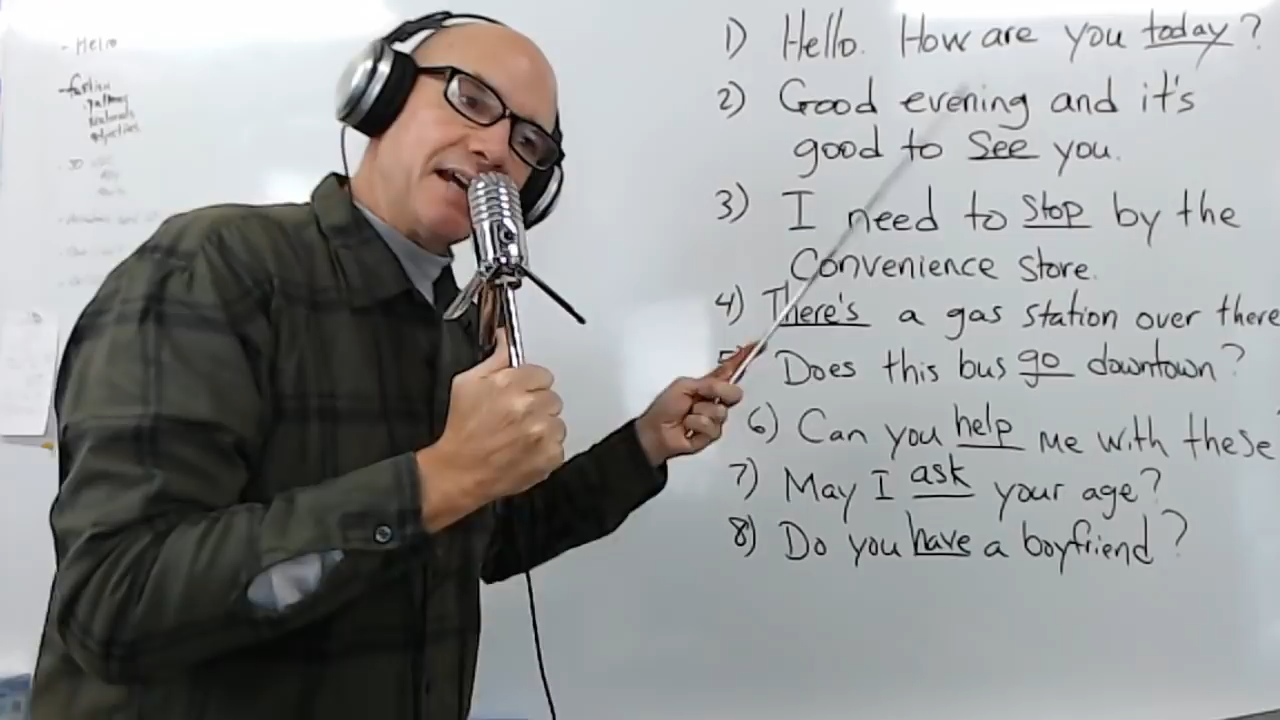 - Hello
1) Hello. How are you today?
2) Good evening and it's
good to see you.
3) I need to stop by the
Convenience store.
4) There's a gas station over there
5) Does this bus go downtown?
6) Can you help me with these
7) May I ask your age?
8) Do you have a boyfriend?